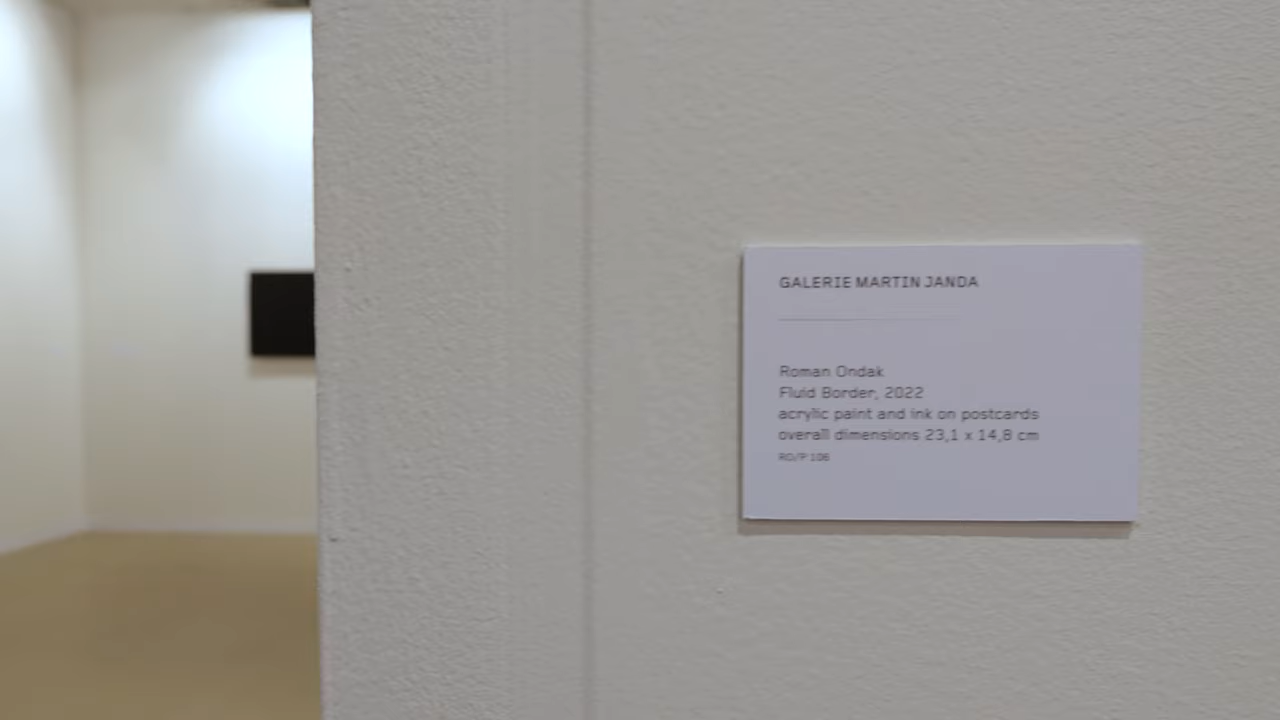 GALERIE MARTIN JANDA
Roman Ondak
Fluid Border, 2022
acrylic paint and ink on postcards
overall dimensions 23,1 x 14,8 cm
RO/P 106